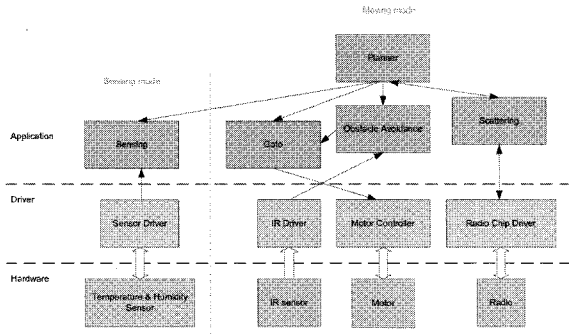 Moving mode
Planner
Sensing mode
Application
Sensing
Gate
Obstacle Avoidance
Scattering
Driver
Sensor Driver
IR Driver
Motor Controller
Radio Chip Driver
Hardware
Temperature & Humidity
Sensor
IR sensor
Motor
Radio